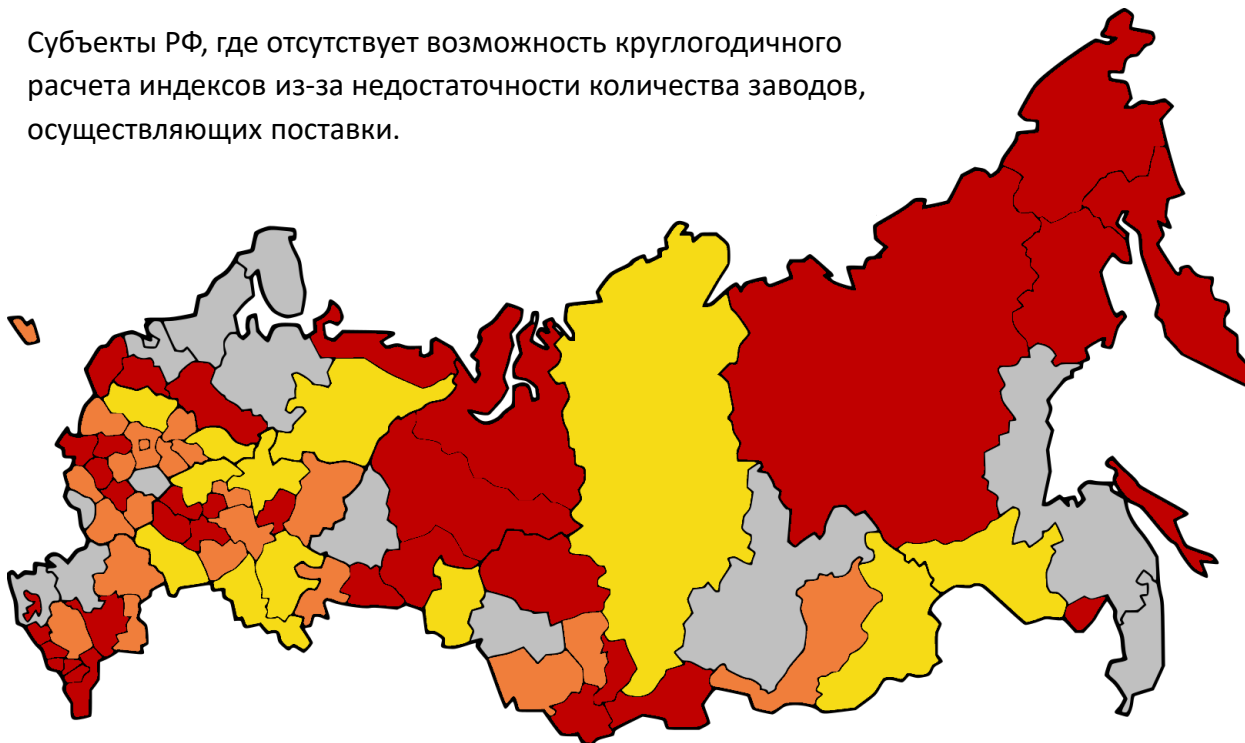 Субъекты РФ, где отсутствует возможность круглогодичного
расчета индексов из-за недостаточности количества заводов,
осуществляющих поставки.